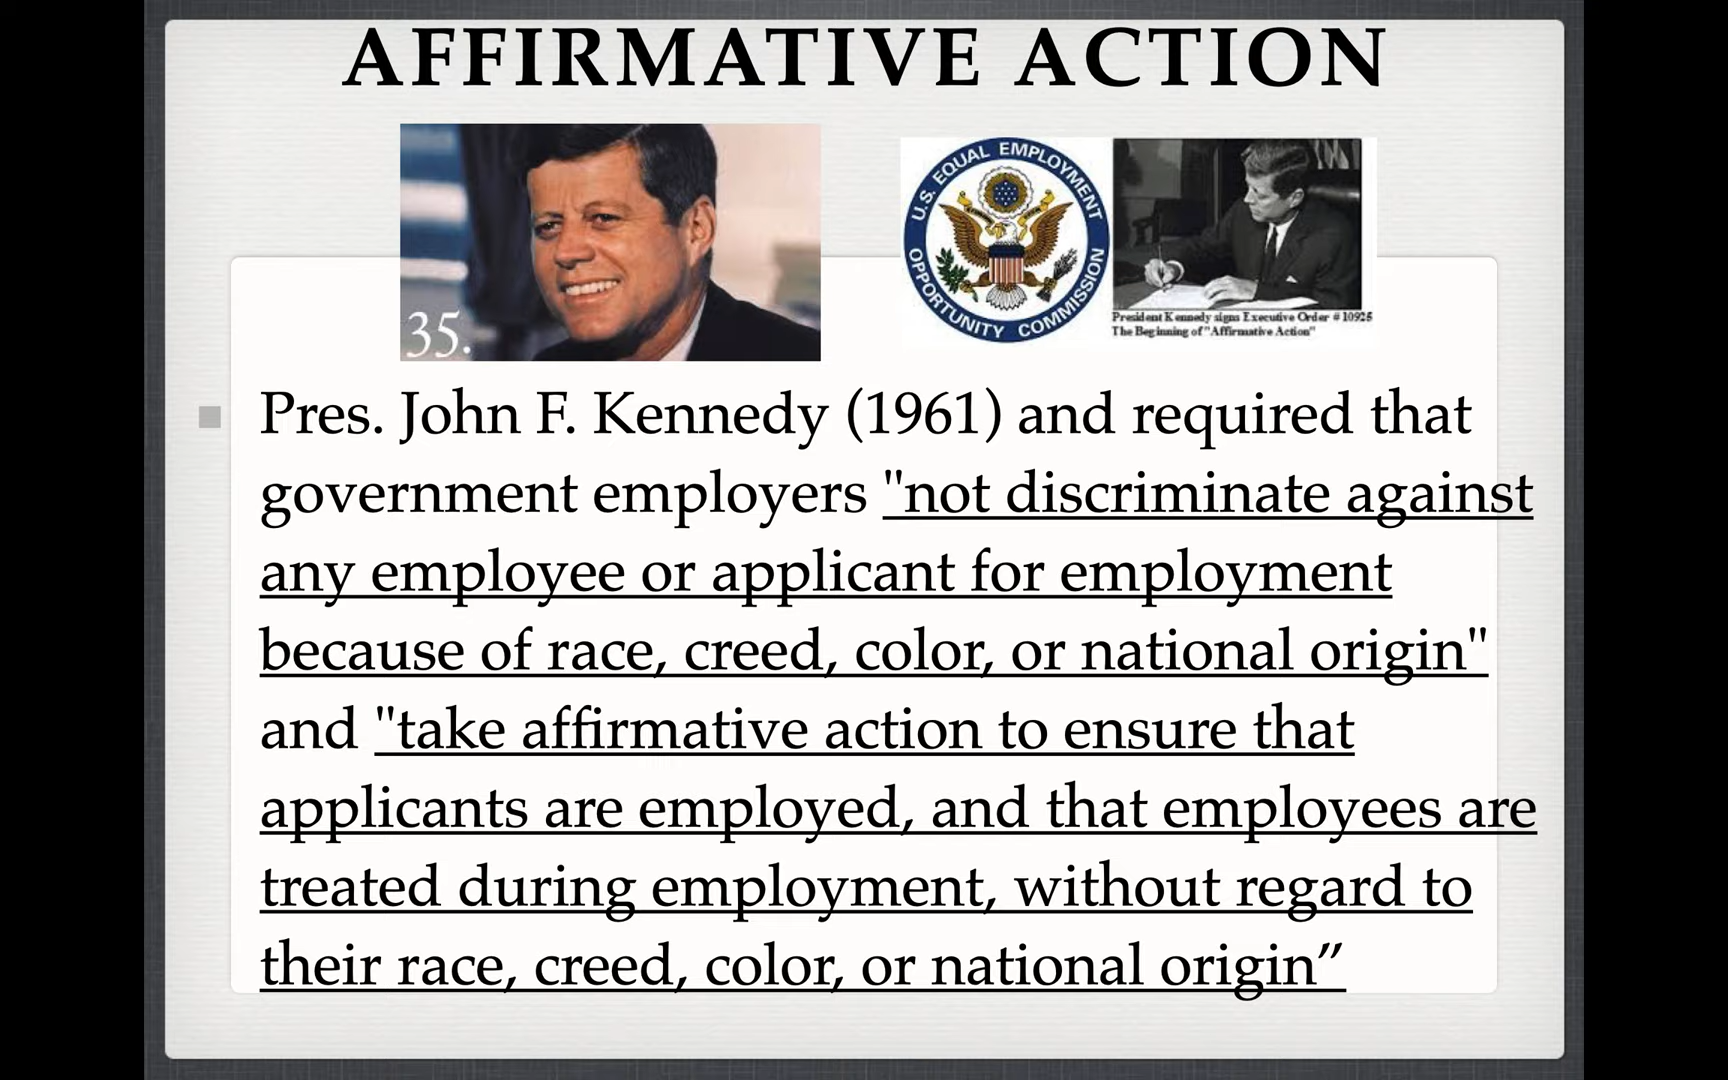 AFFIRMATIVE ACTION
35.
U.S. EQUAL EMPLOYMENT
OPPORTUNITY COMMISSION
President Kennedy signs Executive Order # 10925
The Beginning of "Affirmative Action"
Pres. John F. Kennedy (1961) and required that
government employers "not discriminate against
any employee or applicant for employment
because of race, creed, color, or national origin"
and "take affirmative action to ensure that
applicants are employed, and that employees are
treated during employment, without regard to
their race, creed, color, or national origin”